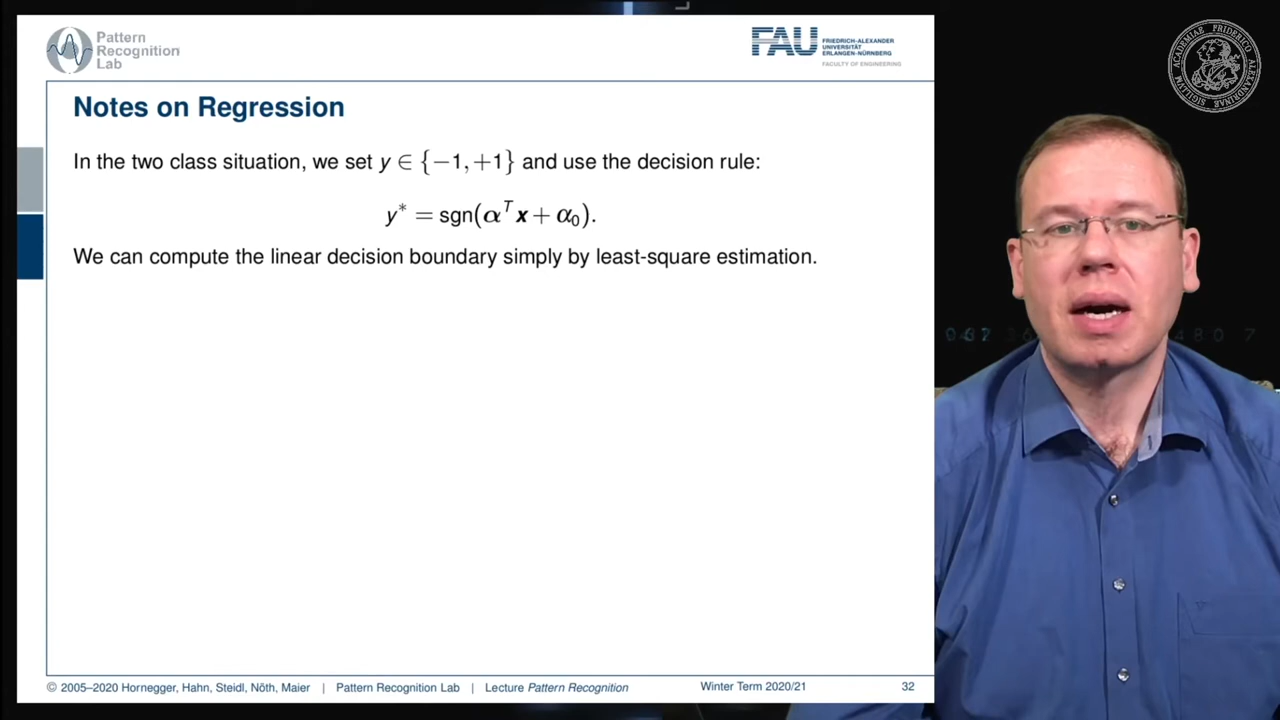 Pattern
Recognition
Lab
FAU
FRIEDRICH-ALEXANDER
UNIVERSITÄT
ERLANGEN-NÜRNBERG
FACULTY OF ENGINEERING
Notes on Regression
In the two class situation, we set y ∈ {−1,+1} and use the decision rule:
y* = sgn(α^T x + α₀).
We can compute the linear decision boundary simply by least-square estimation.
© 2005–2020 Hornegger, Hahn, Steidl, Nöth, Maier | Pattern Recognition Lab | Lecture Pattern Recognition Winter Term 2020/21 32